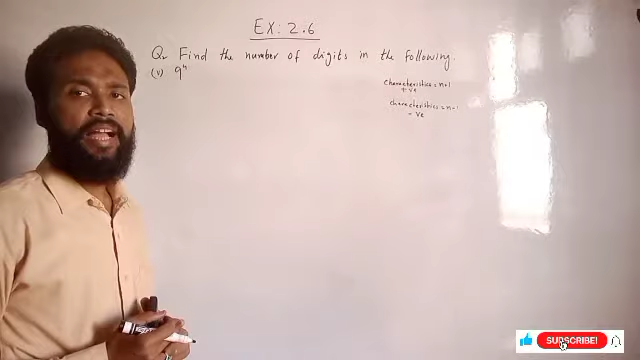 EX: 2.6
Q2 Find the number of digits in the following.
(v) 9⁴
characteristics = n-1
+ ve
characteristics = n-1
- ve
SUBSCRIBE!